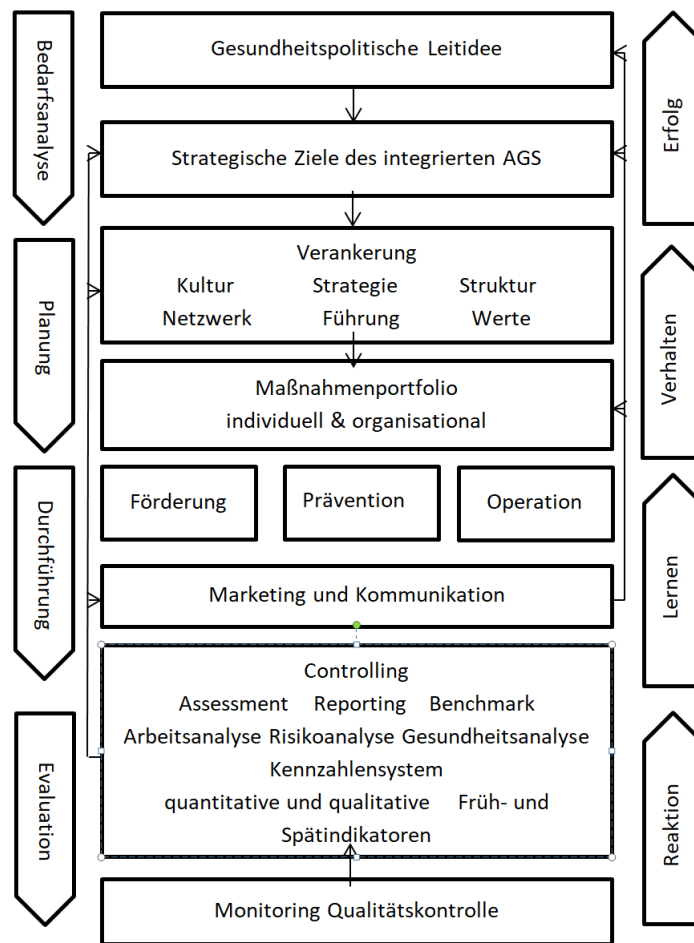 Bedarfsanalyse
Planung
Durchführung
Evaluation
Gesundheitspolitische Leitidee
Strategische Ziele des integrierten AGS
Verankerung
Kultur Strategie Struktur
Netzwerk Führung Werte
Maßnahmenportfolio
individuell & organisational
Förderung Prävention Operation
Marketing und Kommunikation
Controlling
Assessment Reporting Benchmark
Arbeitsanalyse Risikoanalyse Gesundheitsanalyse
Kennzahlensystem
quantitative und qualitative Früh- und
Spätindikatoren
Monitoring Qualitätskontrolle
Erfolg
Verhalten
Lernen
Reaktion